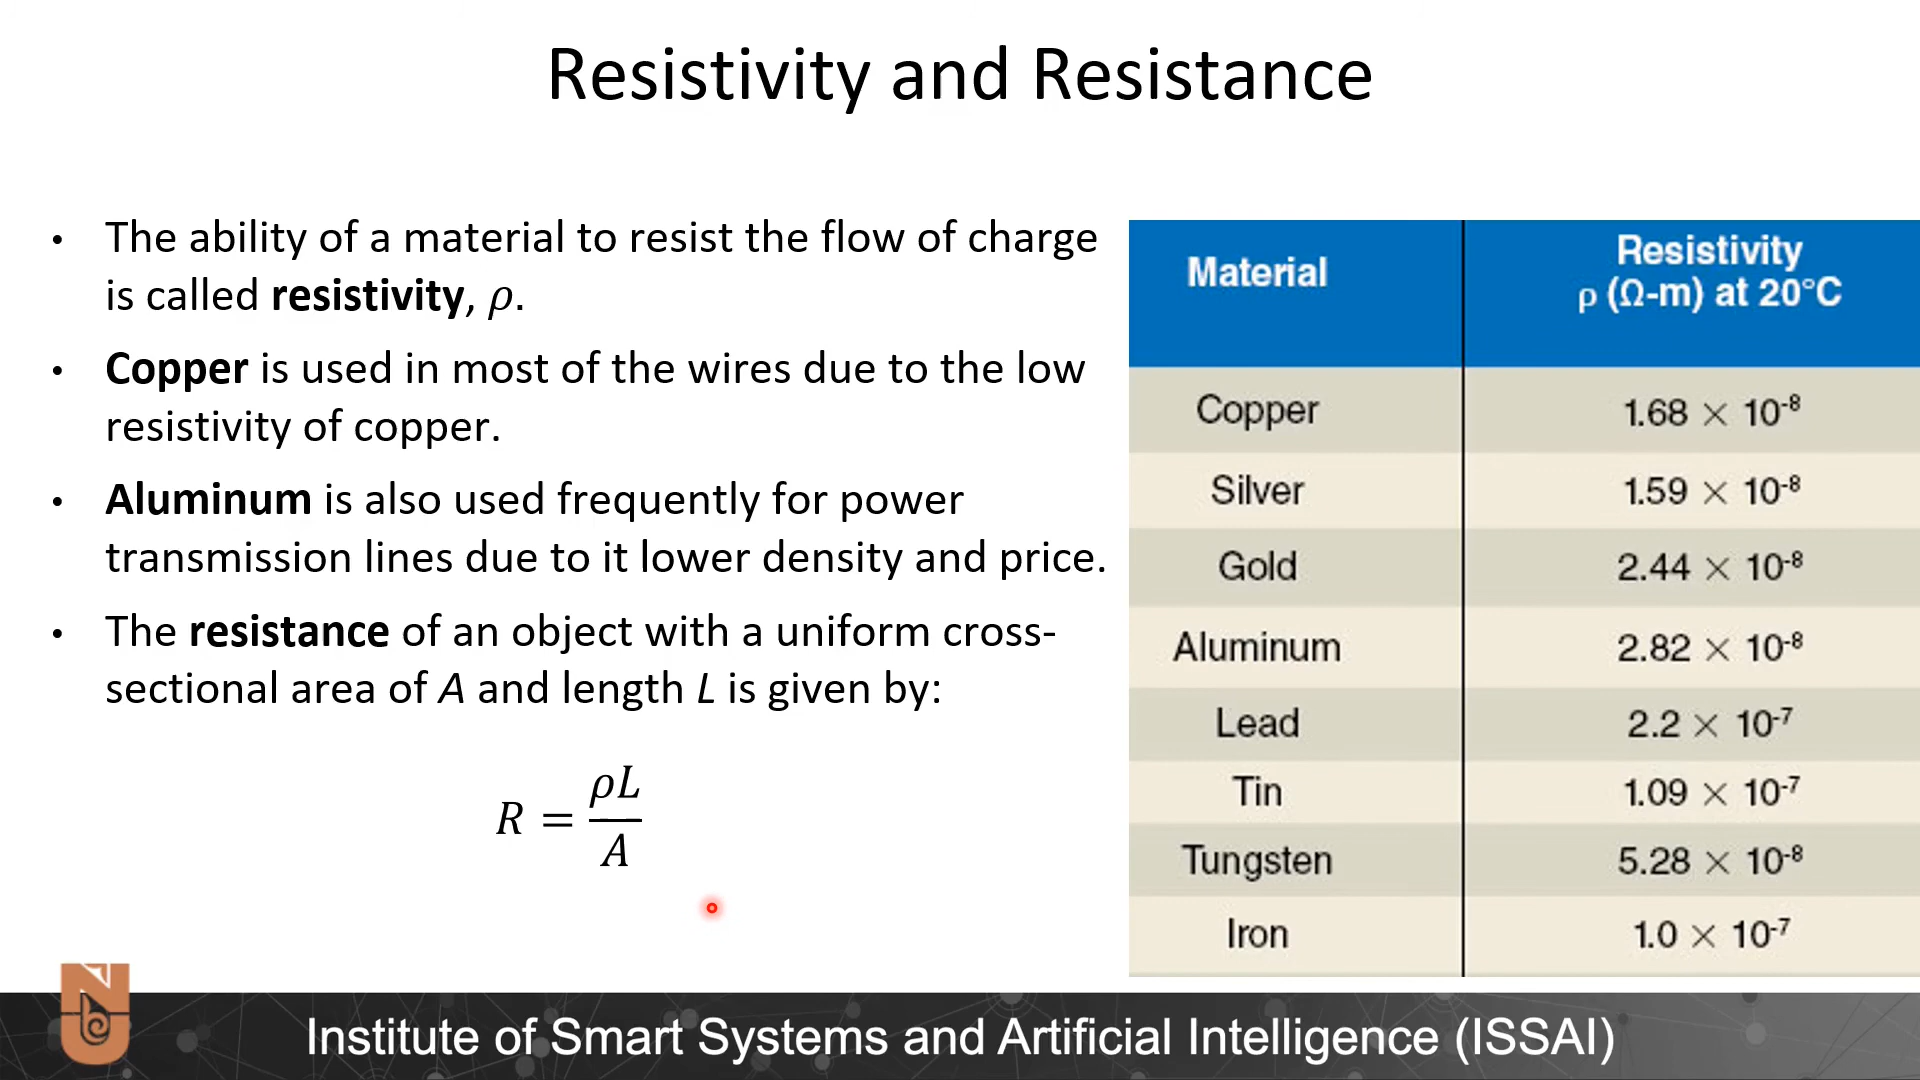 Resistivity and Resistance
• The ability of a material to resist the flow of charge
is called resistivity, ρ.
• Copper is used in most of the wires due to the low
resistivity of copper.
• Aluminum is also used frequently for power
transmission lines due to it lower density and price.
• The resistance of an object with a uniform cross-
sectional area of A and length L is given by:
R = ρL/A
Material Resistivity ρ (Ω-m) at 20°C
Copper 1.68 × 10⁻⁸
Silver 1.59 × 10⁻⁸
Gold 2.44 × 10⁻⁸
Aluminum 2.82 × 10⁻⁸
Lead 2.2 × 10⁻⁷
Tin 1.09 × 10⁻⁷
Tungsten 5.28 × 10⁻⁸
Iron 1.0 × 10⁻⁷
Institute of Smart Systems and Artificial Intelligence (ISSAI)